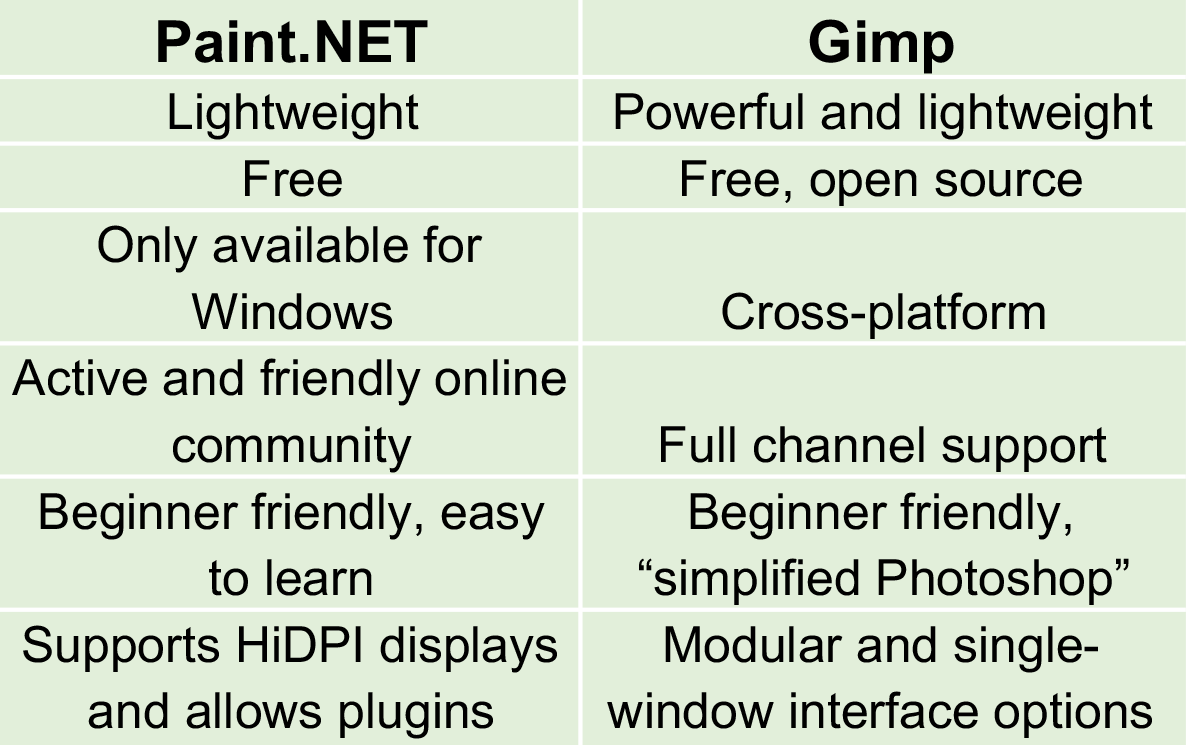 Paint.NET Gimp
Lightweight Powerful and lightweight
Free Free, open source
Only available for
Windows Cross-platform
Active and friendly online
community Full channel support
Beginner friendly, easy Beginner friendly,
to learn “simplified Photoshop”
Supports HiDPI displays Modular and single-
and allows plugins window interface options